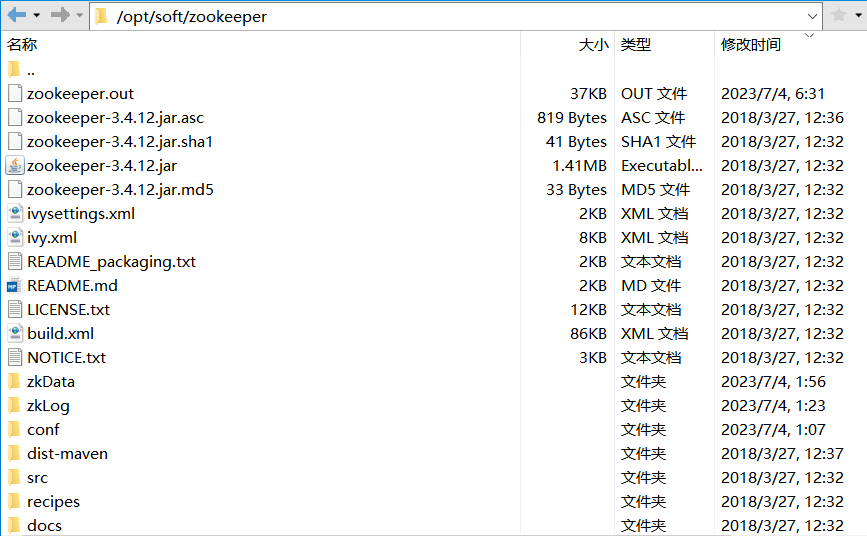 /opt/soft/zookeeper
名称 大小 类型 修改时间
..
zookeeper.out 37KB OUT 文件 2023/7/4, 6:31
zookeeper-3.4.12.jar.asc 819 Bytes ASC 文件 2018/3/27, 12:36
zookeeper-3.4.12.jar.sha1 41 Bytes SHA1 文件 2018/3/27, 12:32
zookeeper-3.4.12.jar 1.41MB Executabl... 2018/3/27, 12:32
zookeeper-3.4.12.jar.md5 33 Bytes MD5 文件 2018/3/27, 12:32
ivysettings.xml 2KB XML 文档 2018/3/27, 12:32
ivy.xml 8KB XML 文档 2018/3/27, 12:32
README_packaging.txt 2KB 文本文档 2018/3/27, 12:32
README.md 2KB MD 文件 2018/3/27, 12:32
LICENSE.txt 12KB 文本文档 2018/3/27, 12:32
build.xml 86KB XML 文档 2018/3/27, 12:32
NOTICE.txt 3KB 文本文档 2018/3/27, 12:32
zkData 文件夹 2023/7/4, 1:56
zkLog 文件夹 2023/7/4, 1:23
conf 文件夹 2023/7/4, 1:07
dist-maven 文件夹 2018/3/27, 12:37
src 文件夹 2018/3/27, 12:32
recipes 文件夹 2018/3/27, 12:32
docs 文件夹 2018/3/27, 12:32